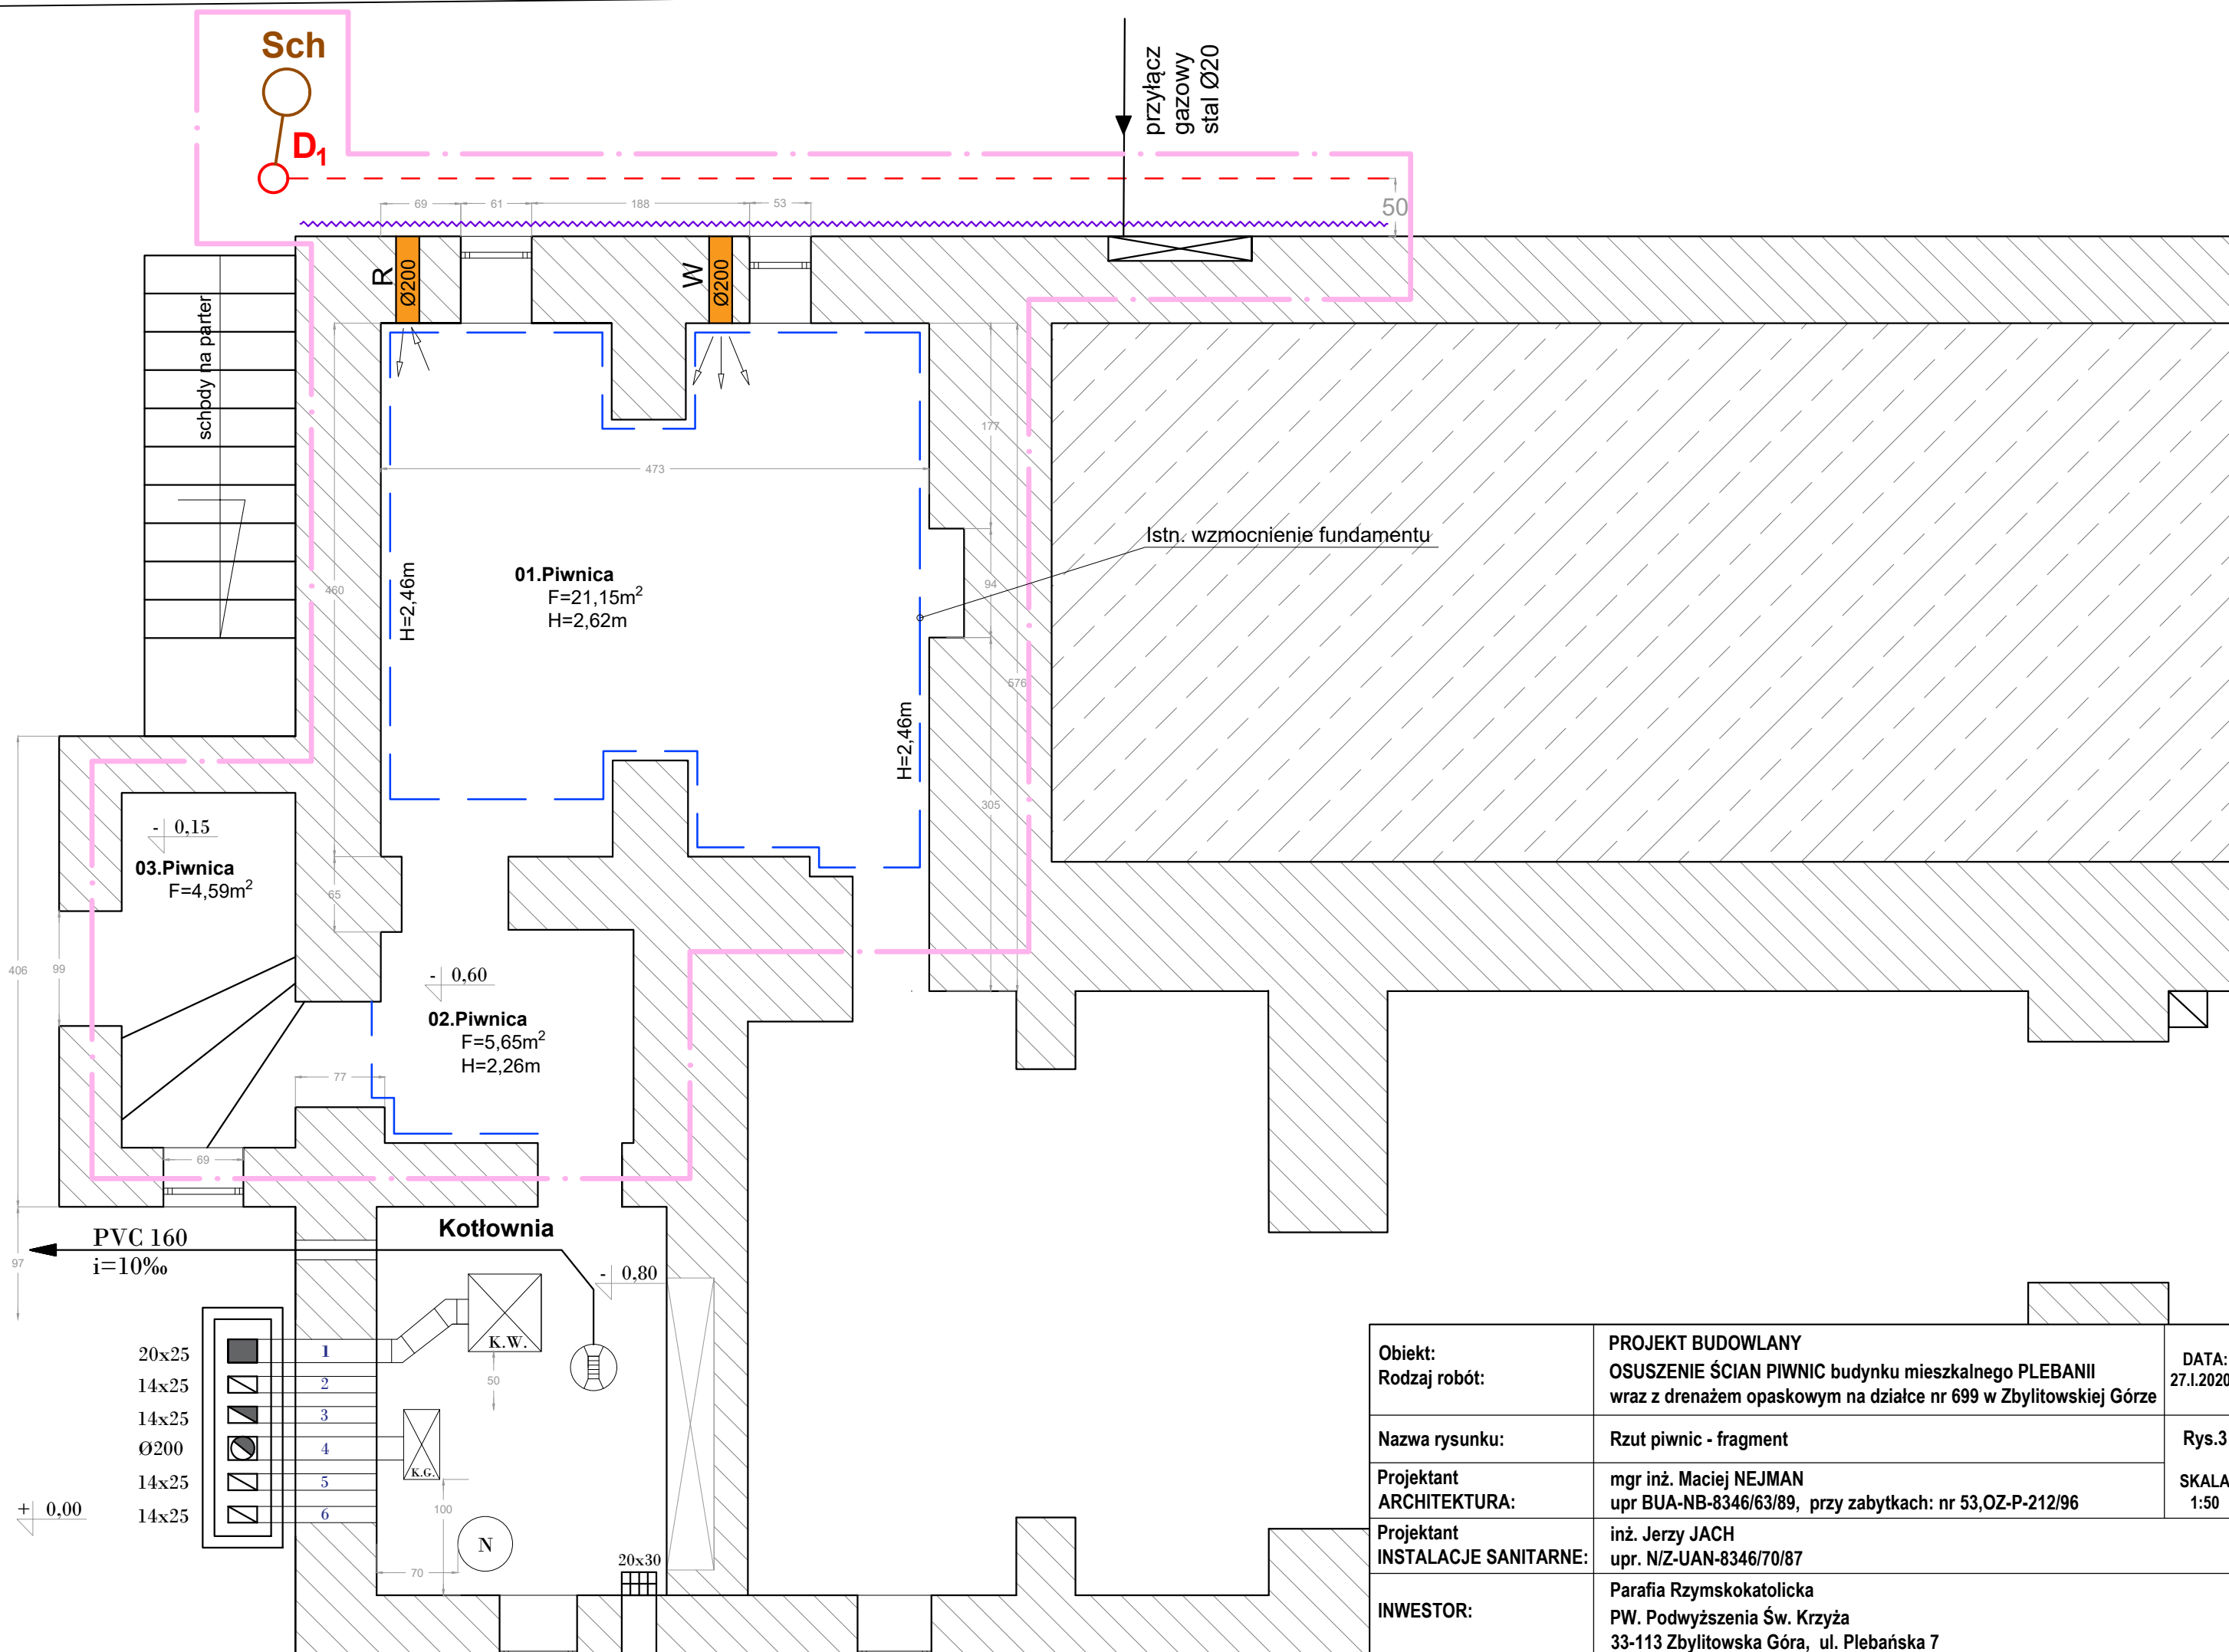 Sch
D1
przyłącz
gazowy
stal Ø20
69
61
188
53
50
R
Ø200
W
Ø200
schody na parter
177
473
Istn. wzmocnienie fundamentu
01.Piwnica
F=21,15m2
H=2,62m
460
H=2,46m
94
576
H=2,46m
305
- 0,15
03.Piwnica
F=4,59m2
65
406
99
- 0,60
02.Piwnica
F=5,65m2
H=2,26m
77
69
PVC 160
i=10‰
97
Kotłownia
- 0,80
K.W.
50
20x25
1
14x25
2
14x25
3
Ø200
4
K.G.
14x25
5
14x25
6
100
+ 0,00
N
70
20x30
Obiekt:
Rodzaj robót:
PROJEKT BUDOWLANY
OSUSZENIE ŚCIAN PIWNIC budynku mieszkalnego PLEBANII
wraz z drenażem opaskowym na działce nr 699 w Zbylitowskiej Górze
DATA:
27.I.2020
Nazwa rysunku:
Rzut piwnic - fragment
Rys.3
Projektant
ARCHITEKTURA:
mgr inż. Maciej NEJMAN
upr BUA-NB-8346/63/89, przy zabytkach: nr 53,OZ-P-212/96
SKALA
1:50
Projektant
INSTALACJE SANITARNE:
inż. Jerzy JACH
upr. N/Z-UAN-8346/70/87
INWESTOR:
Parafia Rzymskokatolicka
PW. Podwyższenia Św. Krzyża
33-113 Zbylitowska Góra, ul. Plebańska 7